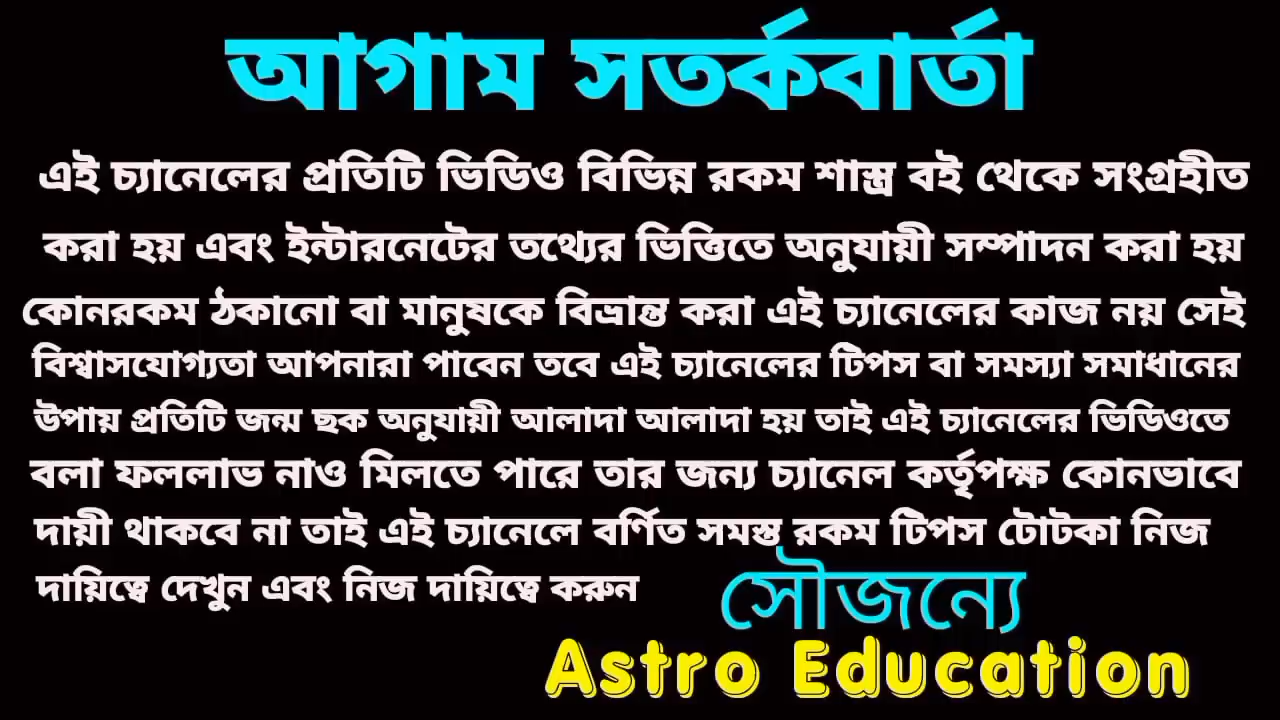 আগাম সতর্কবার্তা
এই চ্যানেলের প্রতিটি ভিডিও বিভিন্ন রকম শাস্ত্র বই থেকে সংগ্রহীত
করা হয় এবং ইন্টারনেটের তথ্যের ভিত্তিতে অনুযায়ী সম্পাদন করা হয়
কোনরকম ঠকানো বা মানুষকে বিভ্রান্ত করা এই চ্যানেলের কাজ নয় সেই
বিশ্বাসযোগ্যতা আপনারা পাবেন তবে এই চ্যানেলের টিপস বা সমস্যা সমাধানের
উপায় প্রতিটি জন্ম ছক অনুযায়ী আলাদা আলাদা হয় তাই এই চ্যানেলের ভিডিওতে
বলা ফললাভ নাও মিলতে পারে তার জন্য চ্যানেল কর্তৃপক্ষ কোনভাবে
দায়ী থাকবে না তাই এই চ্যানেলে বর্ণিত সমস্ত রকম টিপস টোটকা নিজ
দায়িত্বে দেখুন এবং নিজ দায়িত্বে করুন
সৌজন্যে
Astro Education